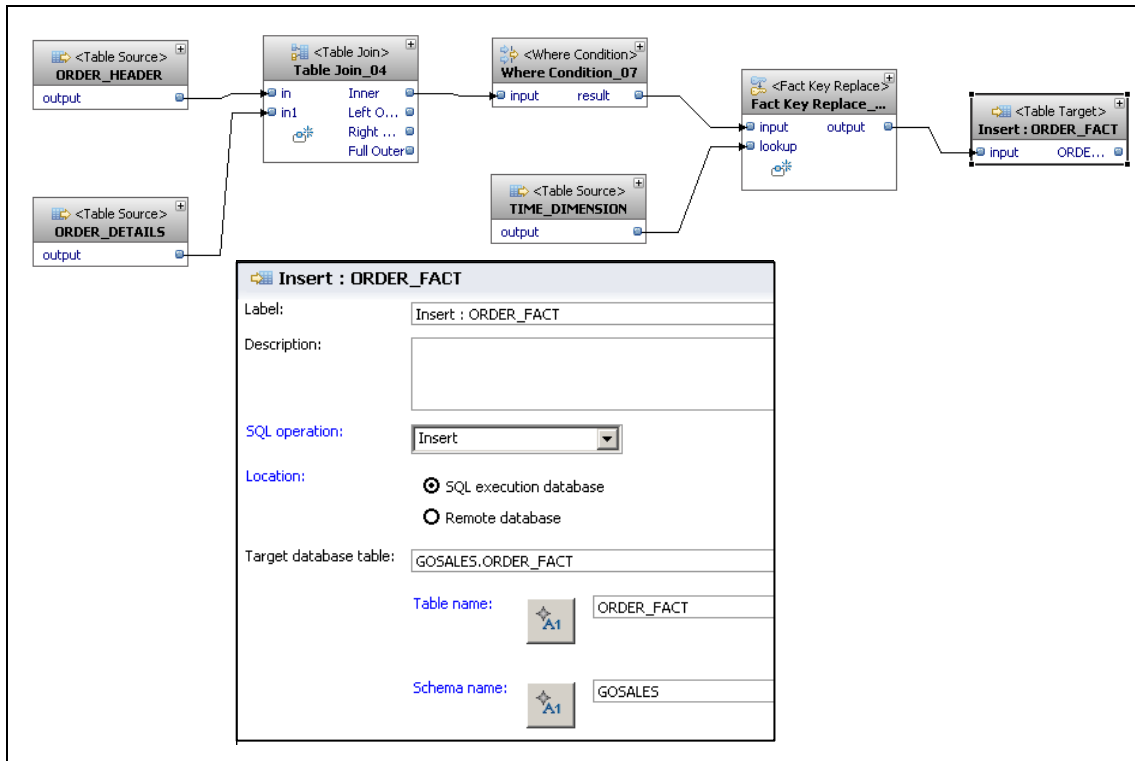 <Table Source>
ORDER_HEADER
output
<Table Join>
Table Join_04
in Inner
in1 Left O...
Right ...
Full Outer
<Where Condition>
Where Condition_07
input result
<Fact Key Replace>
Fact Key Replace_...
input output
lookup
<Table Target>
Insert : ORDER_FACT
input ORDE...
<Table Source>
ORDER_DETAILS
output
<Table Source>
TIME_DIMENSION
output
Insert : ORDER_FACT
Label: Insert : ORDER_FACT
Description:
SQL operation: Insert
Location: SQL execution database
Remote database
Target database table: GOSALES.ORDER_FACT
Table name: A1 ORDER_FACT
Schema name: A1 GOSALES